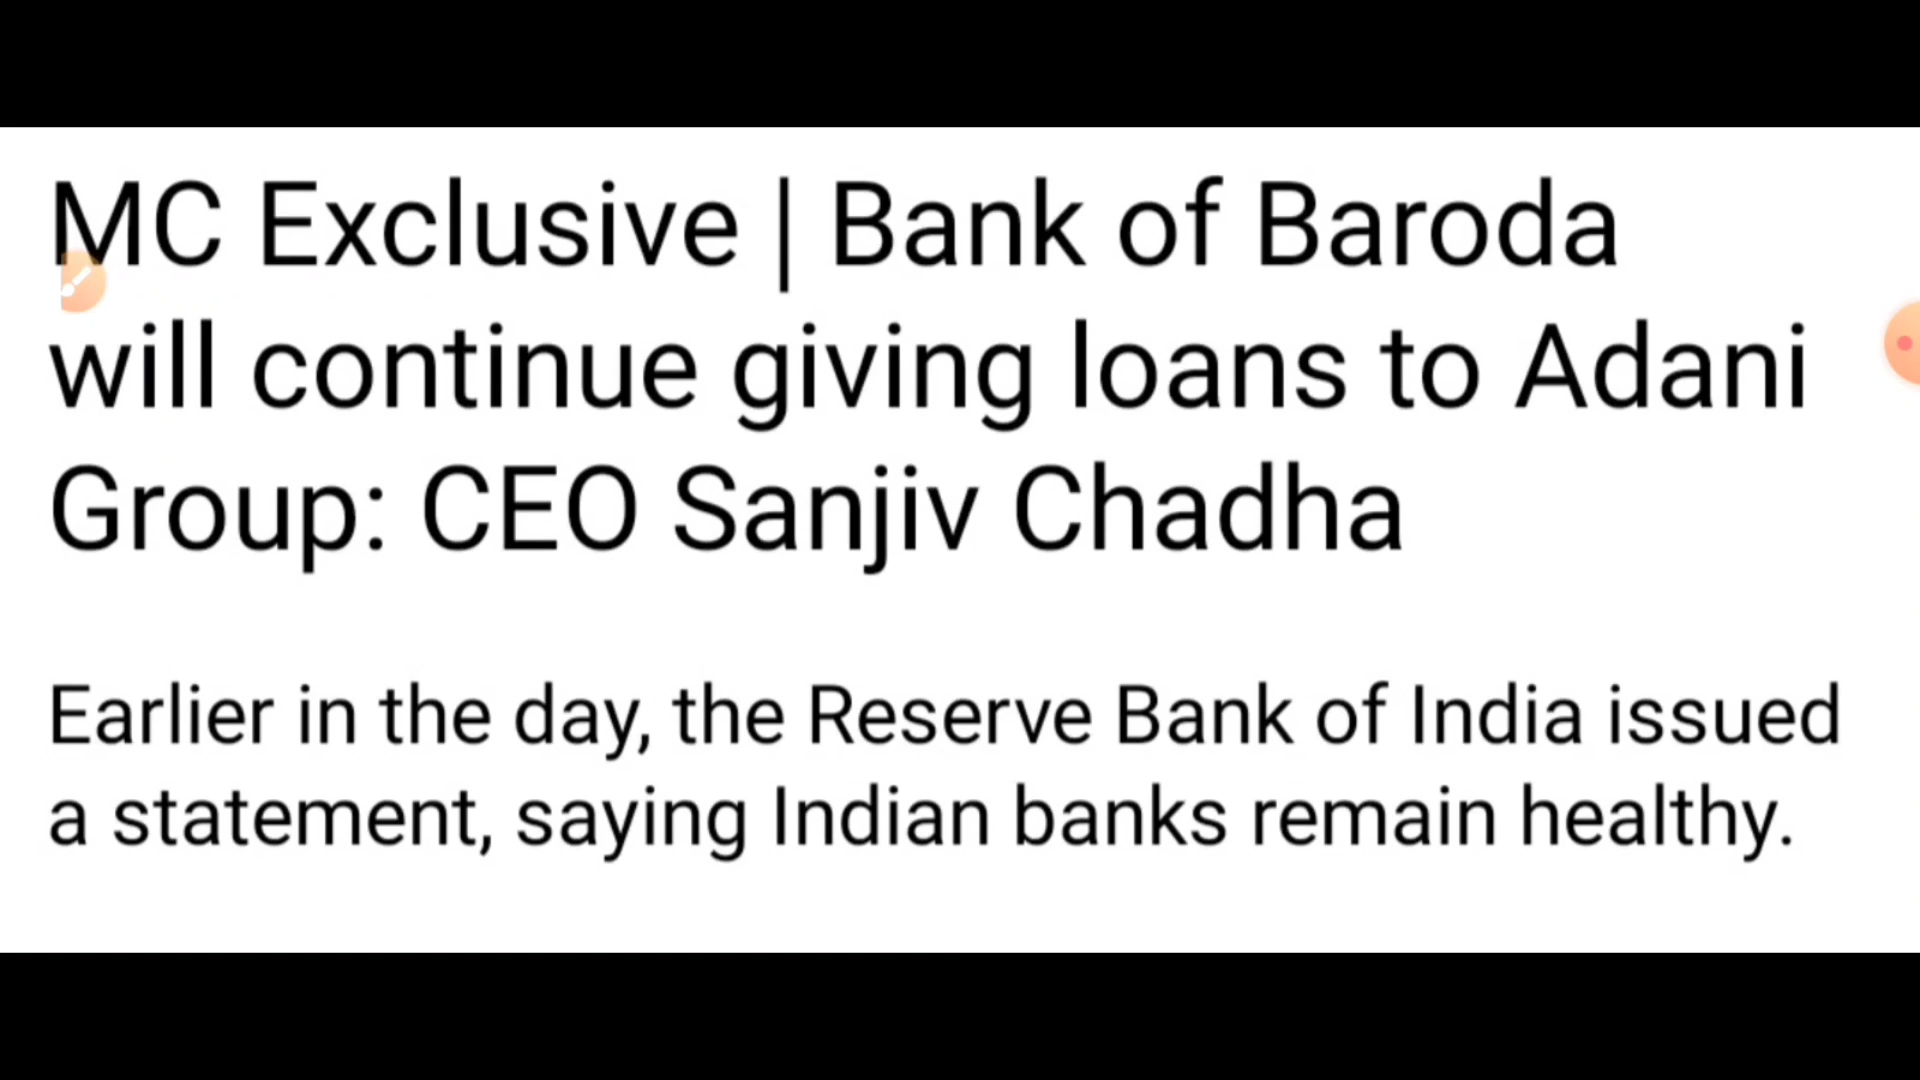 MC Exclusive | Bank of Baroda
will continue giving loans to Adani
Group: CEO Sanjiv Chadha
Earlier in the day, the Reserve Bank of India issued
a statement, saying Indian banks remain healthy.